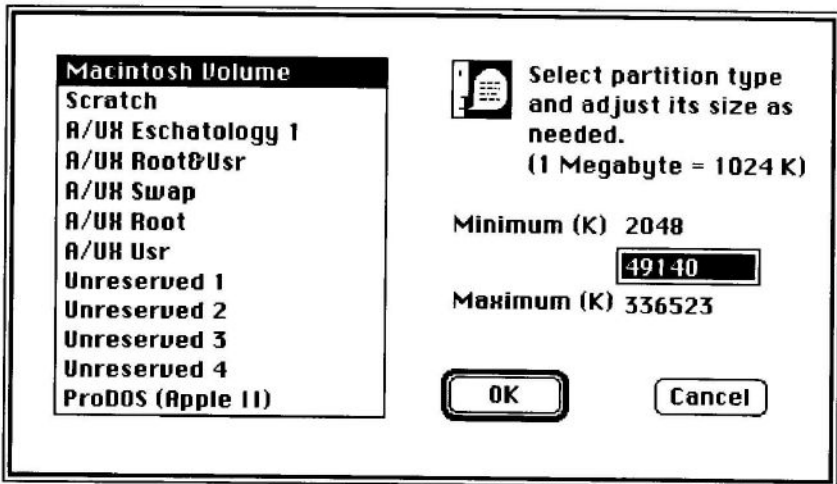 Macintosh Volume
Scratch
A/UX Eschatology 1
A/UX Root&Usr
A/UX Swap
A/UX Root
A/UX Usr
Unreserved 1
Unreserved 2
Unreserved 3
Unreserved 4
ProDOS (Apple II)
Select partition type
and adjust its size as
needed.
(1 Megabyte = 1024 K)
Minimum (K) 2048
49140
Maximum (K) 336523
OK
Cancel